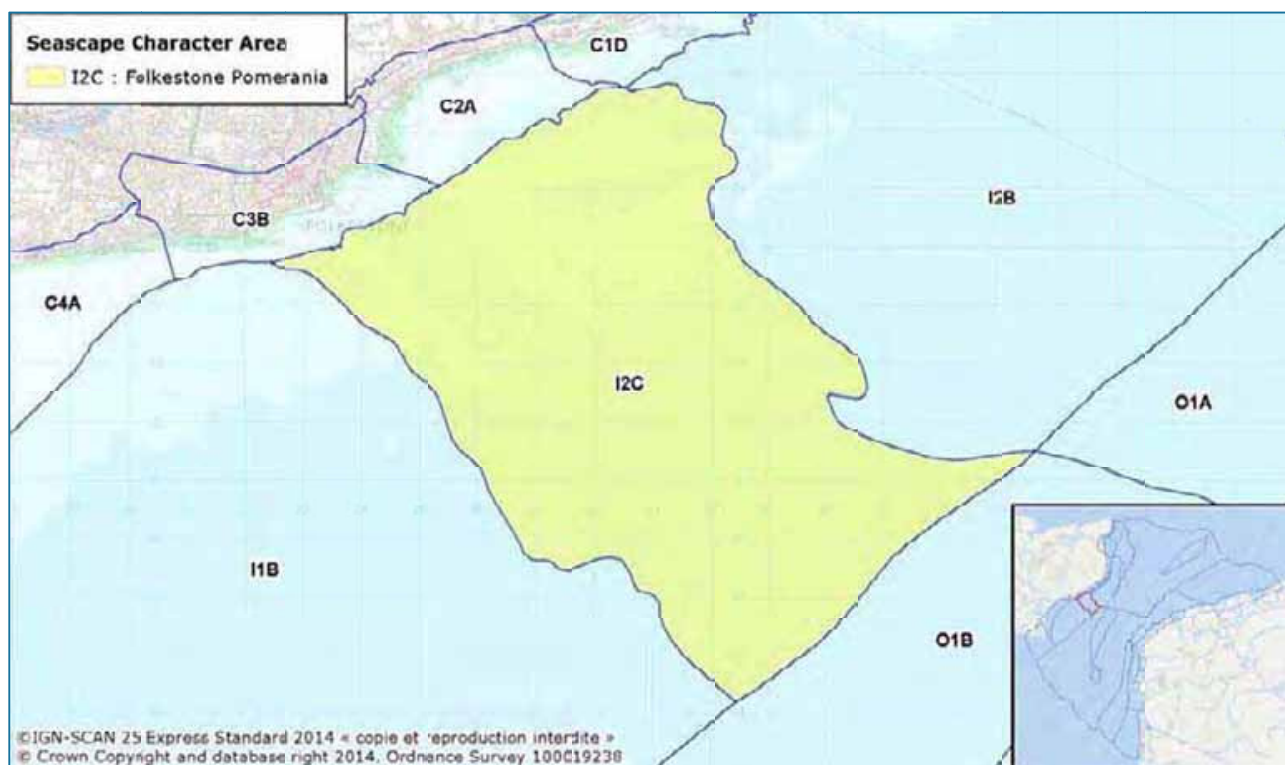 Seascape Character Area
I2C : Folkestone Pomerania
C1D
C2A
I2B
C3B
FOLKESTONE
C4A
I2C
O1A
I1B
O1B
©IGN-SCAN 25 Express Standard 2014 « copie et reproduction interdite »
© Crown Copyright and database right 2014. Ordnance Survey 100019238